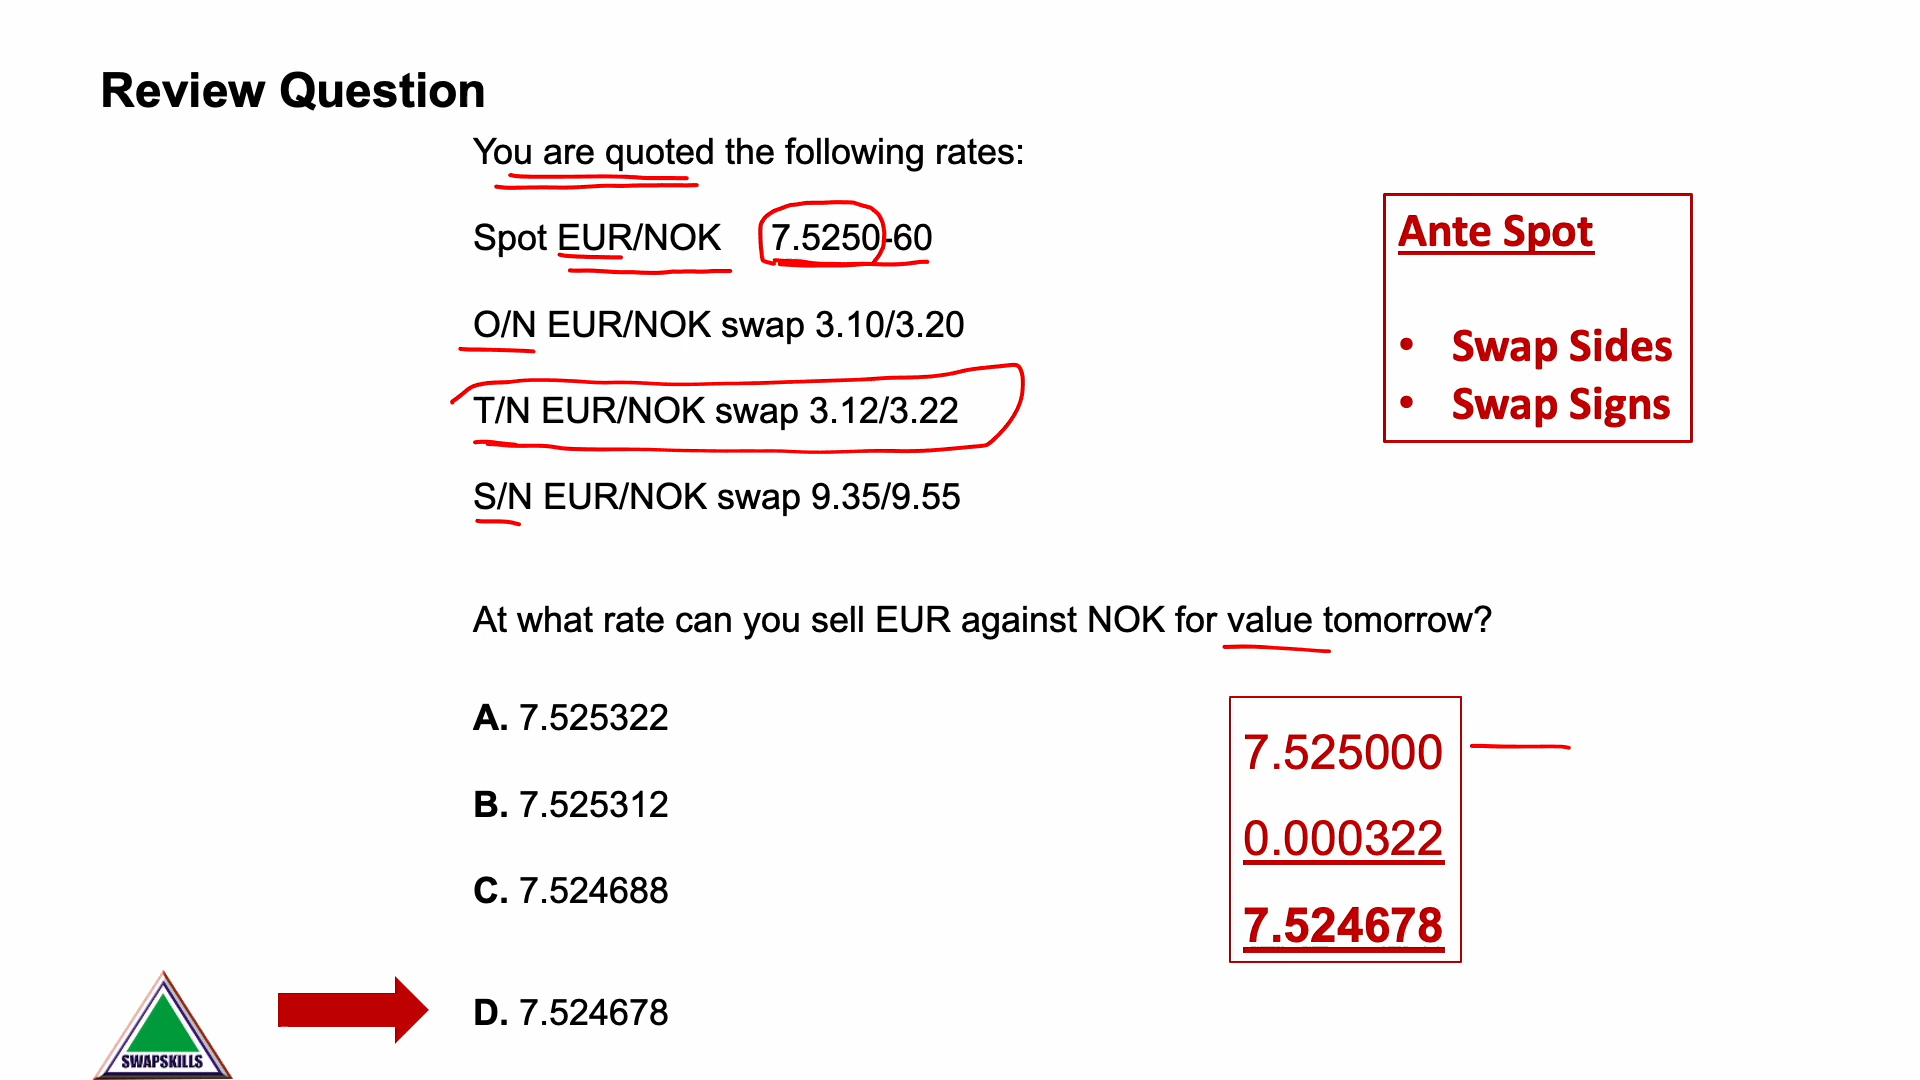 Review Question
You are quoted the following rates:
Spot EUR/NOK 7.5250-60
O/N EUR/NOK swap 3.10/3.20
T/N EUR/NOK swap 3.12/3.22
S/N EUR/NOK swap 9.35/9.55
Ante Spot
• Swap Sides
• Swap Signs
At what rate can you sell EUR against NOK for value tomorrow?
A. 7.525322
B. 7.525312
C. 7.524688
D. 7.524678
7.525000
0.000322
7.524678
SWAPSKILLS